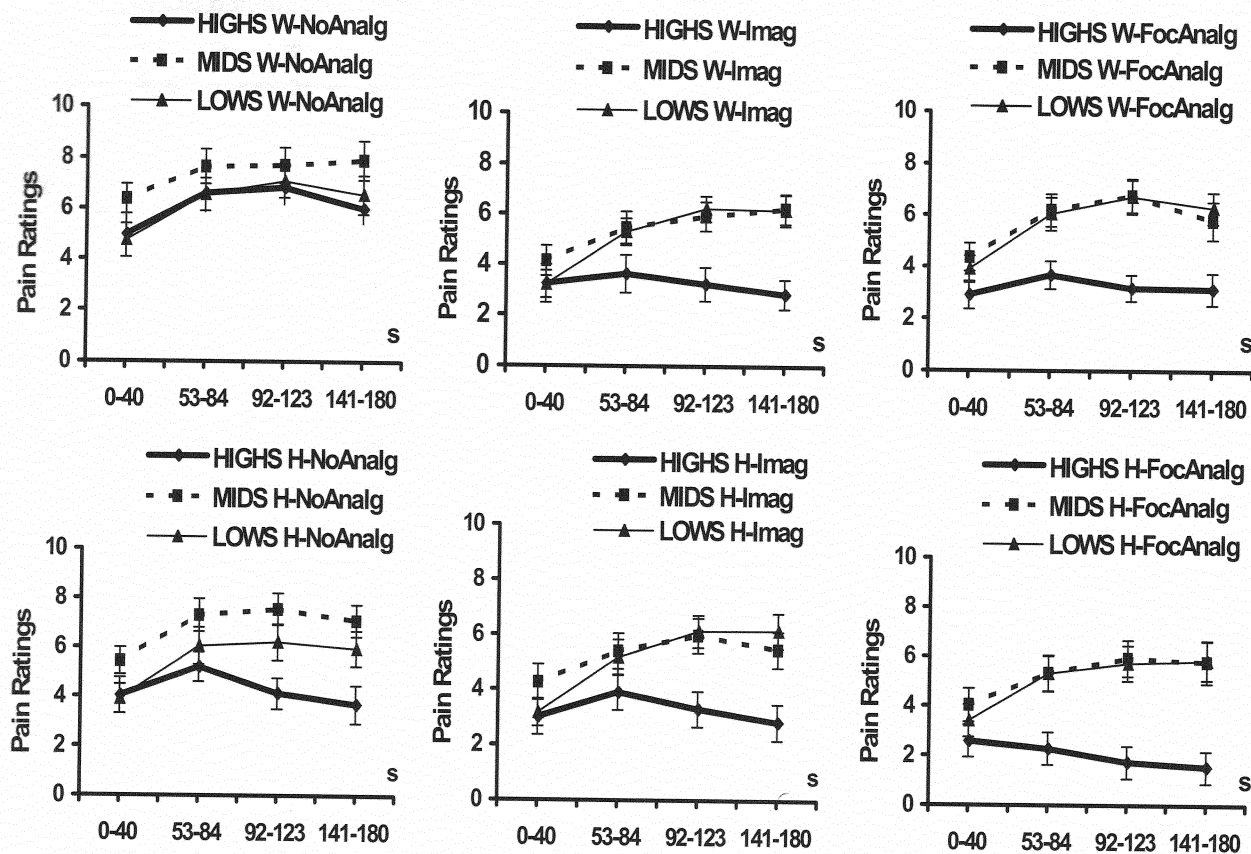 HIGHS W-NoAnalg
MIDS W-NoAnalg
LOWS W-NoAnalg
Pain Ratings
10
8
6
4
2
0
s
0-40 53-84 92-123 141-180
HIGHS W-Imag
MIDS W-Imag
LOWS W-Imag
Pain Ratings
10
8
6
4
2
0
s
0-40 53-84 92-123 141-180
HIGHS W-FocAnalg
MIDS W-FocAnalg
LOWS W-FocAnalg
Pain Ratings
10
8
6
4
2
0
s
0-40 53-84 92-123 141-180
HIGHS H-NoAnalg
MIDS H-NoAnalg
LOWS H-NoAnalg
Pain Ratings
10
8
6
4
2
0
s
0-40 53-84 92-123 141-180
HIGHS H-Imag
MIDS H-Imag
LOWS H-Imag
Pain Ratings
10
8
6
4
2
0
s
0-40 53-84 92-123 141-180
HIGHS H-FocAnalg
MIDS H-FocAnalg
LOWS H-FocAnalg
Pain Ratings
10
8
6
4
2
0
s
0-40 53-84 92-123 141-180